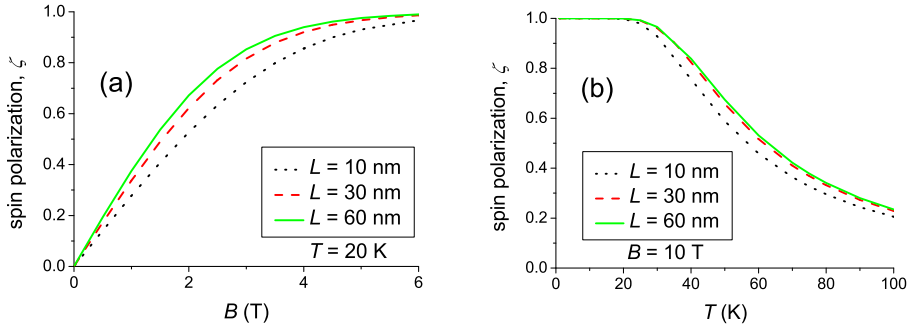 1.0
0.8
0.6
0.4
0.2
0.0
spin polarization, ζ
(a)
L = 10 nm
L = 30 nm
L = 60 nm
T = 20 K
0 2 4 6
B (T)
1.0
0.8
0.6
0.4
0.2
0.0
spin polarization, ζ
(b)
L = 10 nm
L = 30 nm
L = 60 nm
B = 10 T
0 20 40 60 80 100
T (K)